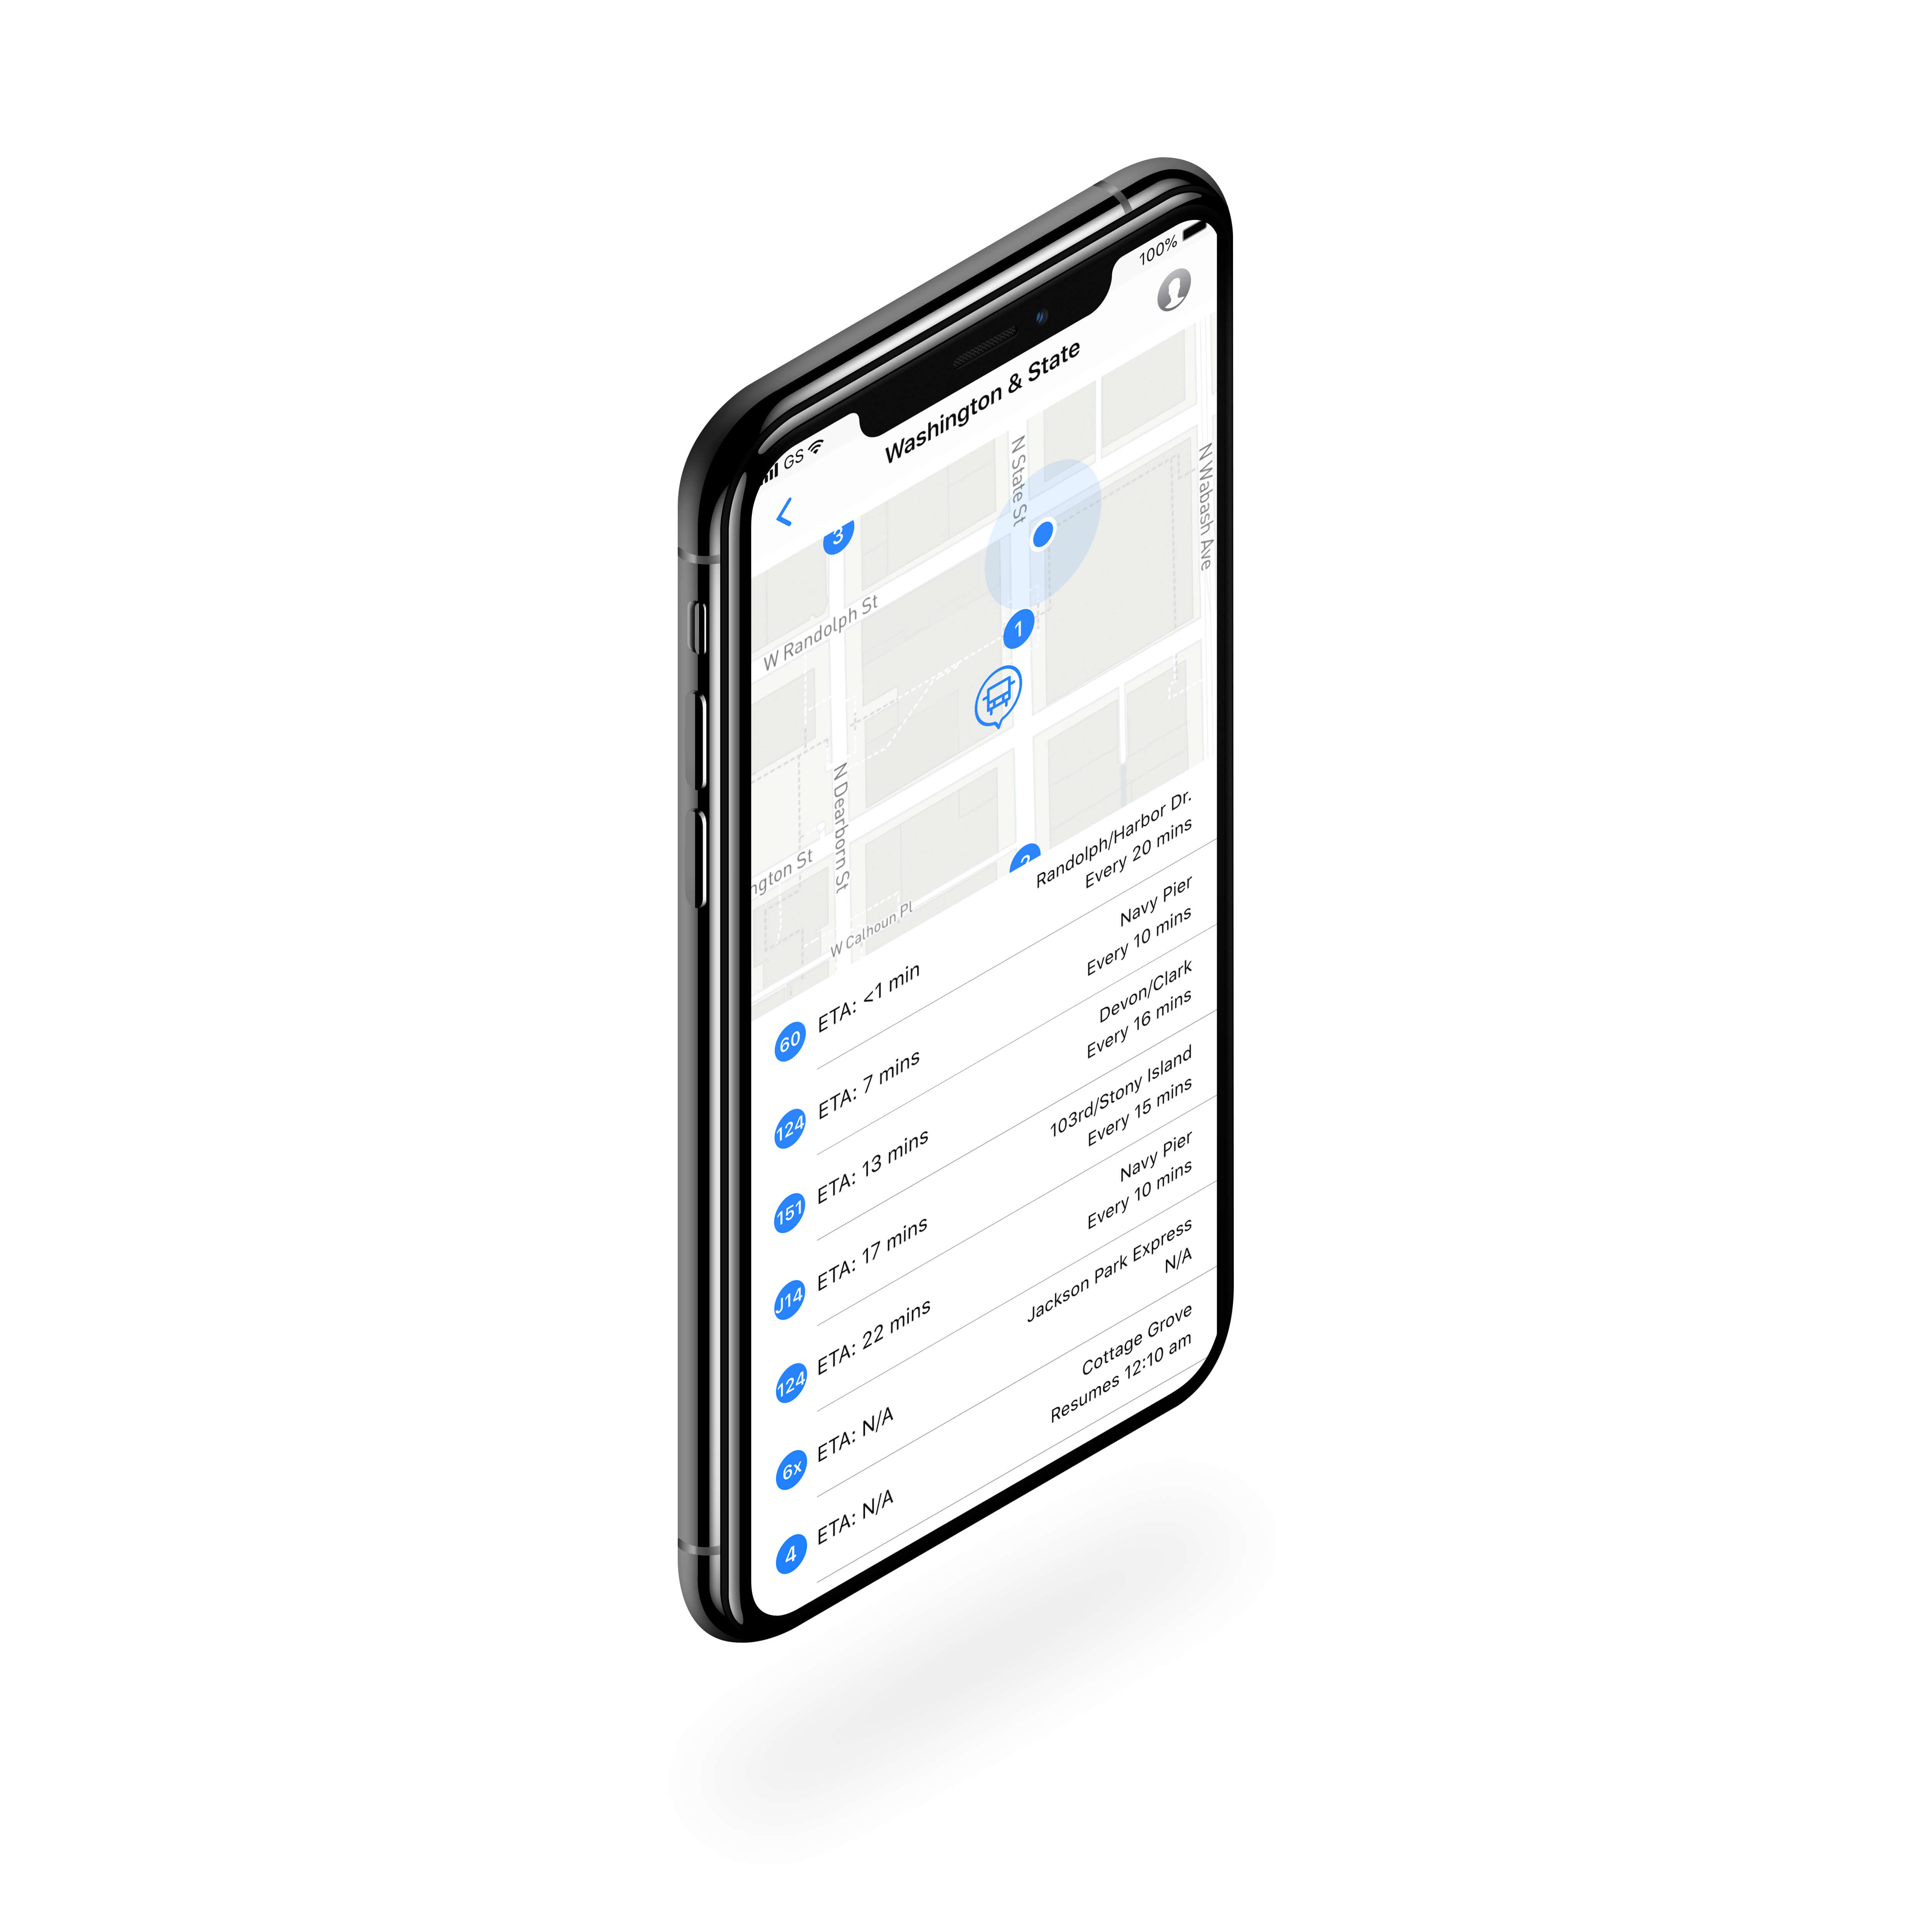 GS
100%
Washington & State
3
N State St
N Wabash Ave
W Randolph St
1
N Dearborn St
W Calhoun Pl
60
ETA: <1 min
Randolph/Harbor Dr.
Every 20 mins
124
ETA: 7 mins
Navy Pier
Every 10 mins
151
ETA: 13 mins
Devon/Clark
Every 16 mins
J14
ETA: 17 mins
103rd/Stony Island
Every 15 mins
124
ETA: 22 mins
Navy Pier
Every 10 mins
6x
ETA: N/A
Jackson Park Express
N/A
4
ETA: N/A
Cottage Grove
Resumes 12:10 am